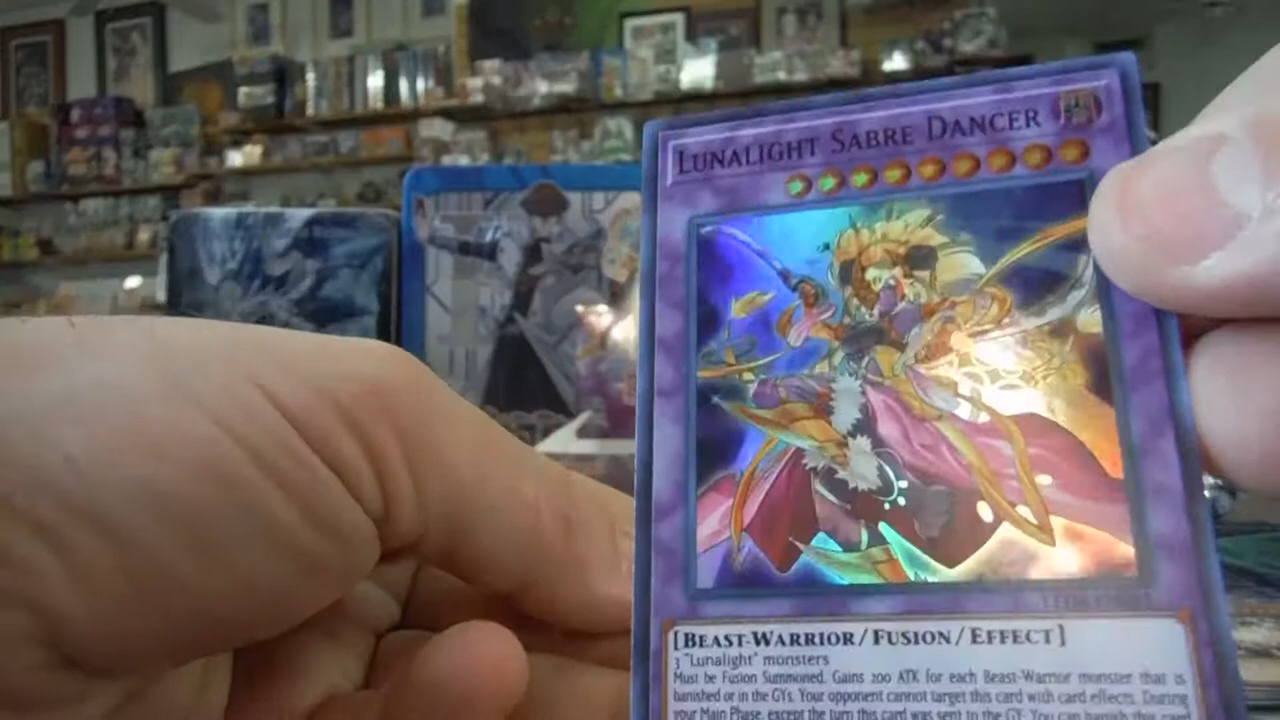 LUNALIGHT SABRE DANCER
[BEAST-WARRIOR/FUSION/EFFECT]
3 "Lunalight" monsters
Must be Fusion Summoned. Gains 200 ATK for each Beast-Warrior monster that is
banished or in the GYs. Your opponent cannot target this card with card effects. During
your Main Phase, except the turn this card was sent to the GY: You can banish this